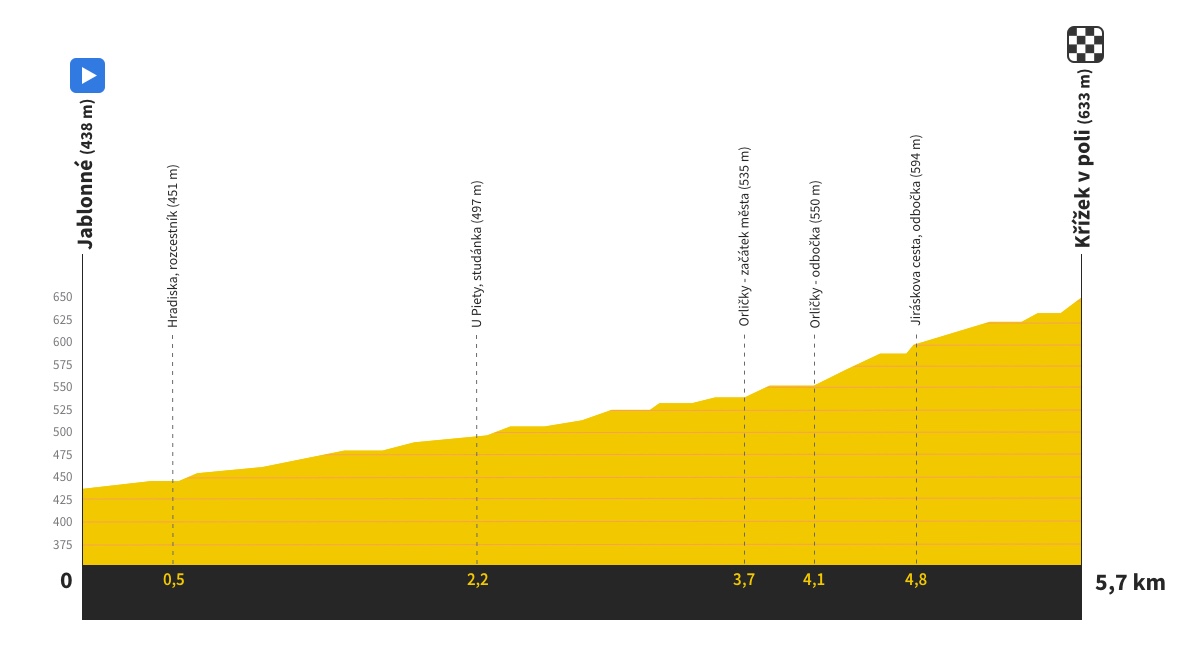 Jablonné (438 m)
Hradiska, rozcestník (451 m)
U Piety, studánka (497 m)
Orličky - začátek města (535 m)
Orličky - odbočka (550 m)
Jiráskova cesta, odbočka (594 m)
Křížek v poli (633 m)
650
625
600
575
550
525
500
475
450
425
400
375
0
0,5
2,2
3,7
4,1
4,8
5,7 km